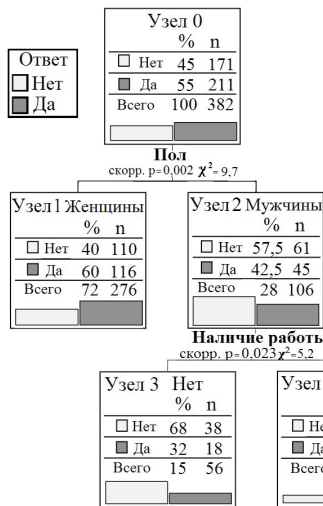 Узел 0
% n
Нет 45 171
Да 55 211
Всего 100 382
Ответ
Нет
Да
Пол
скорр. p=0,002 χ²=9,7
Узел 1 Женщины
% n
Нет 40 110
Да 60 116
Всего 72 276
Узел 2 Мужчины
% n
Нет 57,5 61
Да 42,5 45
Всего 28 106
Наличие работы
скорр. p=0,023 χ²=5,2
Узел 3 Нет
% n
Нет 68 38
Да 32 18
Всего 15 56
Узел
Не
Да
Все